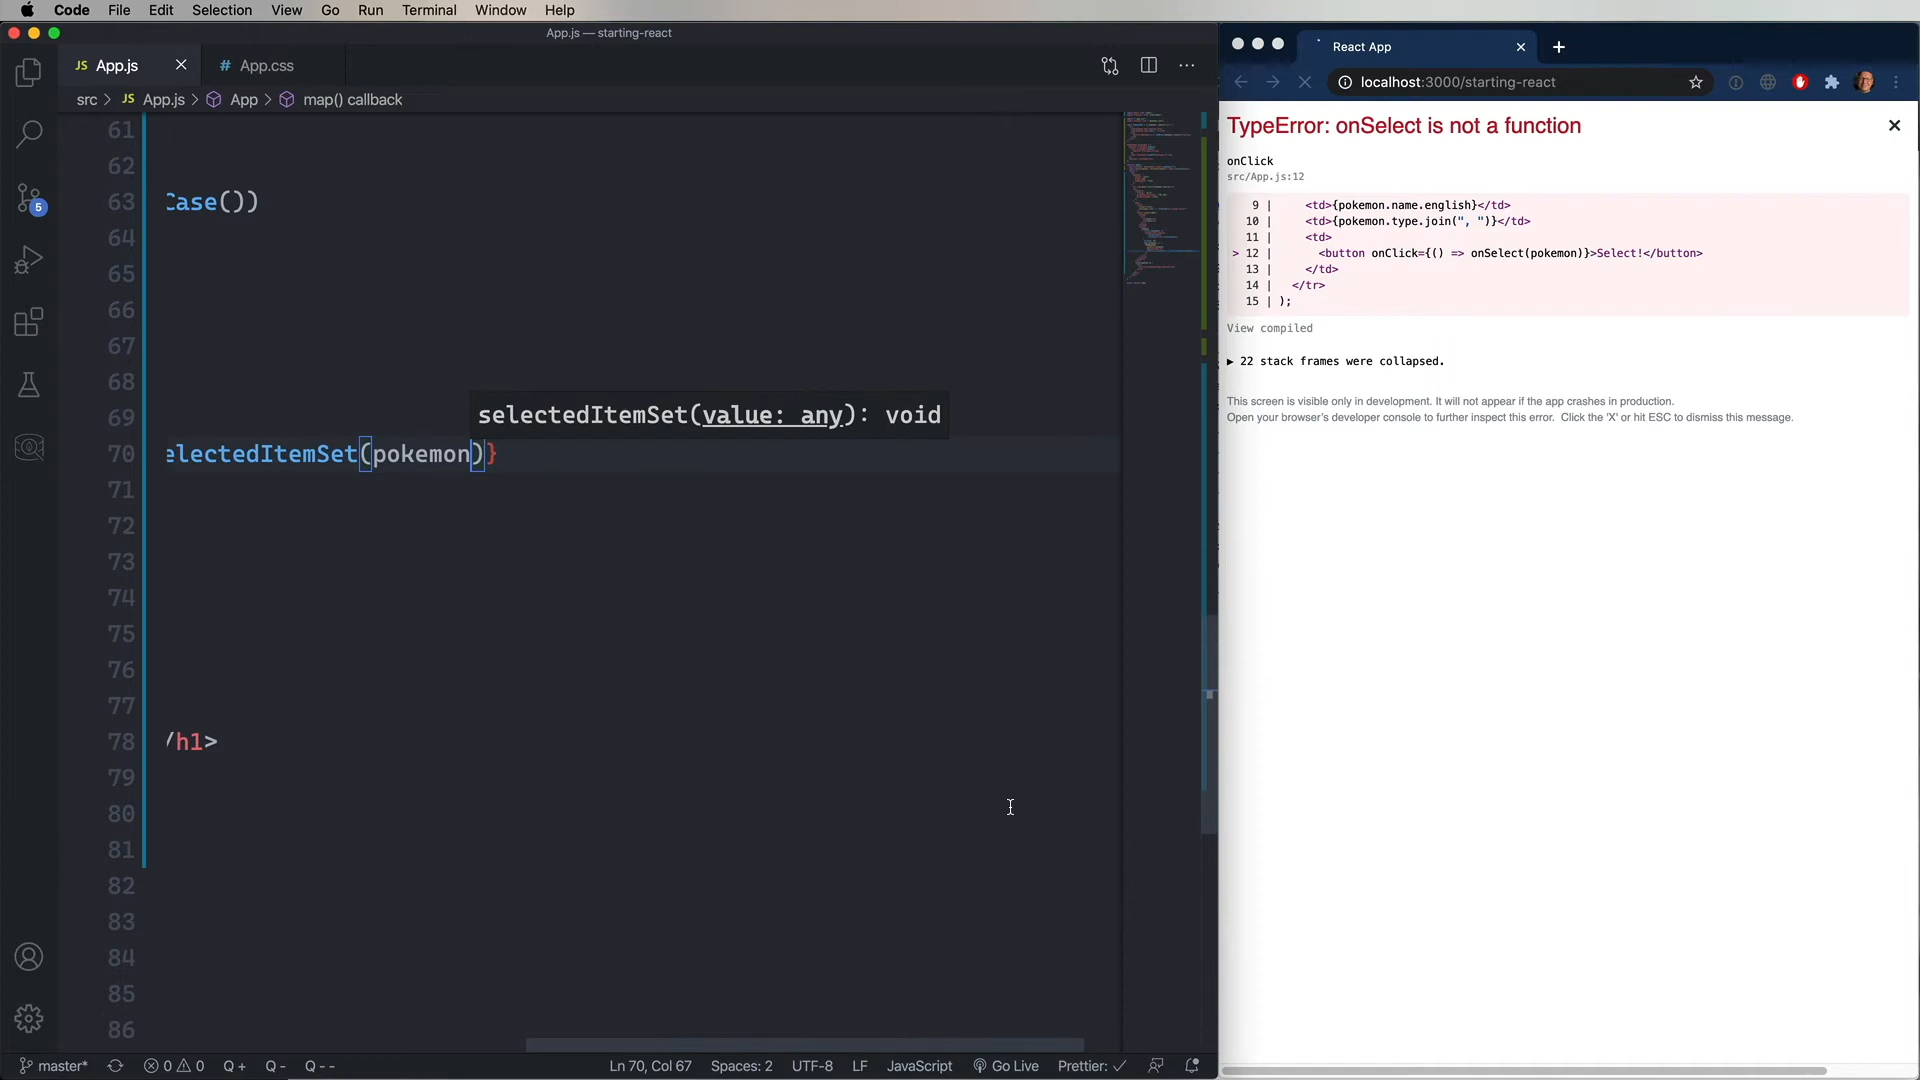 Code File Edit Selection View Go Run Terminal Window Help
App.js — starting-react
JS App.js
# App.css
src > JS App.js > App > map() callback
61
62
63 Case())
64
65
66
67
68
69
selectedItemSet(value: any): void
70 electedItemSet(pokemon)}
71
72
73
74
75
76
77
78 /h1>
79
80
81
82
83
84
85
86
5
master* 0 0 Q+ Q- Q-- Ln 70, Col 67 Spaces: 2 UTF-8 LF JavaScript Go Live Prettier: ✓
React App
localhost:3000/starting-react
TypeError: onSelect is not a function
onClick
src/App.js:12
9 | <td>{pokemon.name.english}</td>
10 | <td>{pokemon.type.join(", ")}</td>
11 | <td>
> 12 | <button onClick={() => onSelect(pokemon)}>Select!</button>
13 | </td>
14 | </tr>
15 | );
View compiled
▶ 22 stack frames were collapsed.
This screen is visible only in development. It will not appear if the app crashes in production.
Open your browser's developer console to further inspect this error. Click the 'X' or hit ESC to dismiss this message.